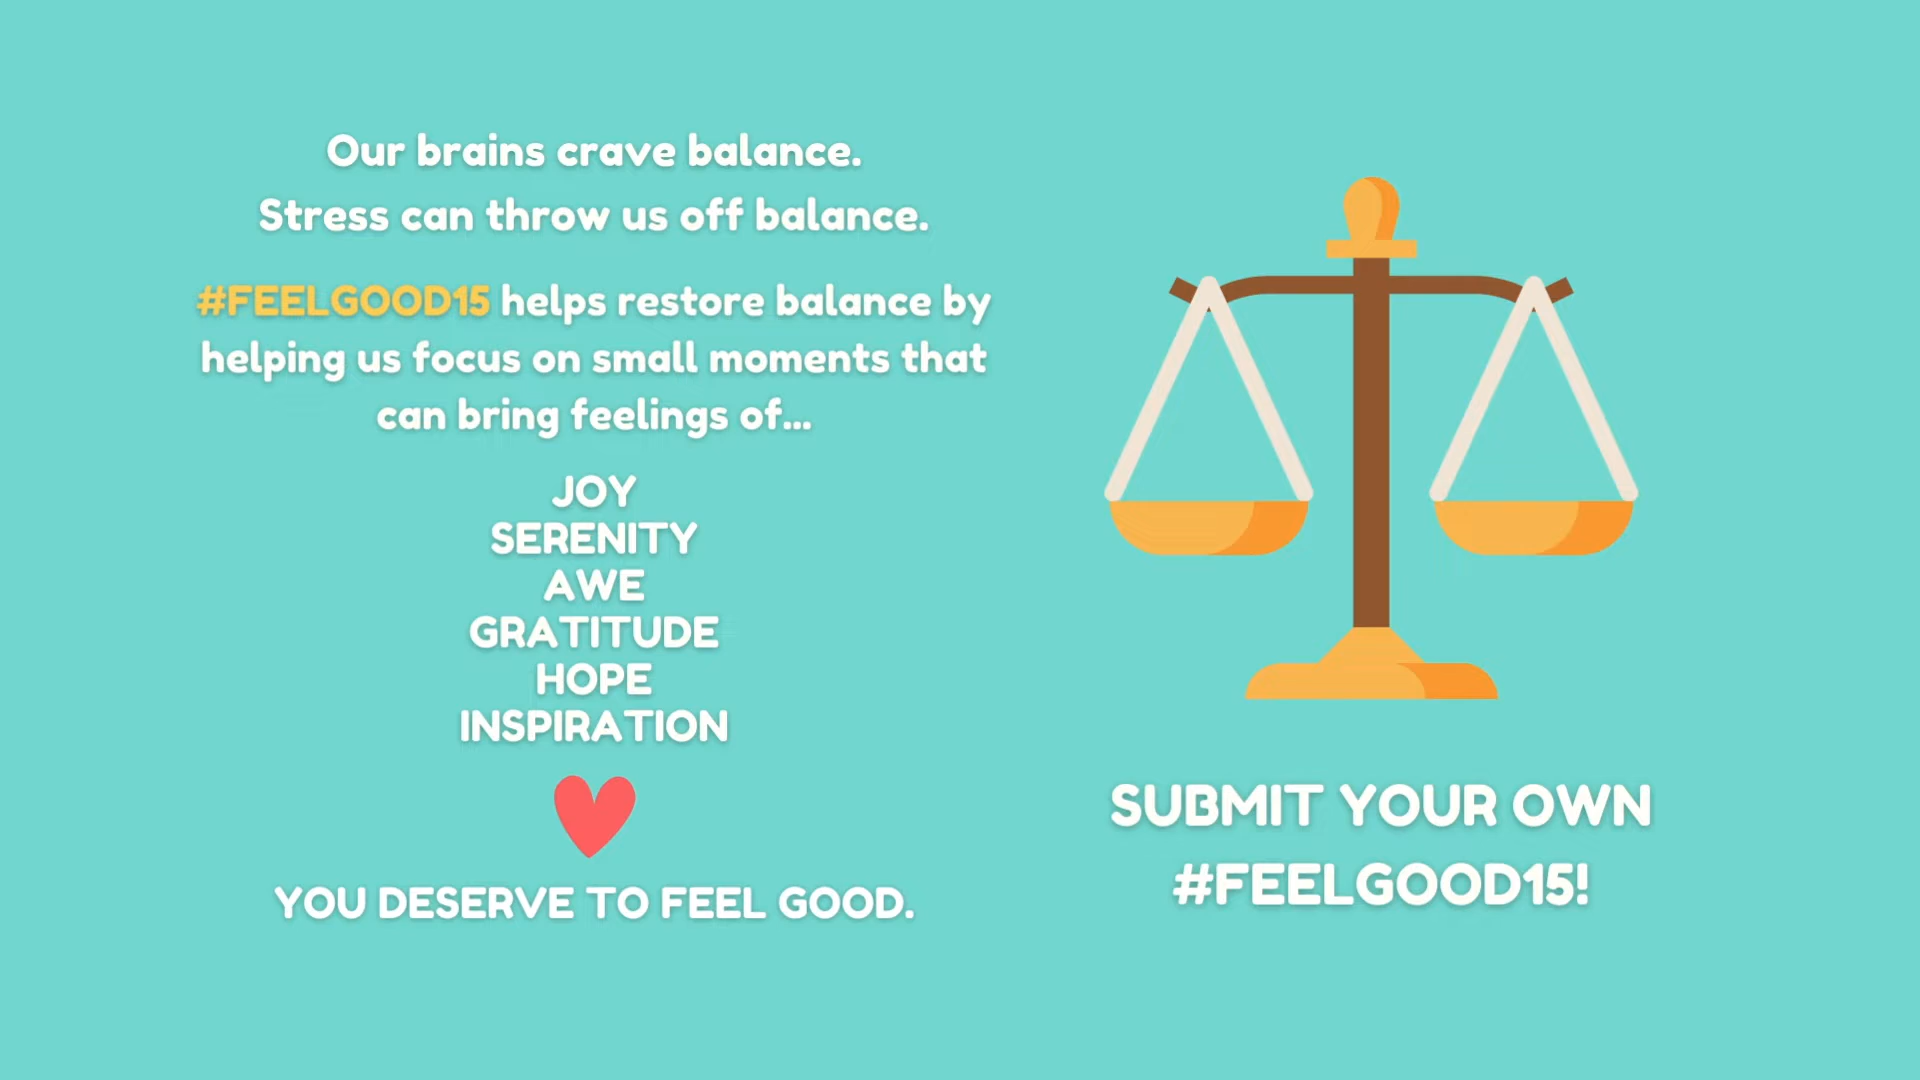 Our brains crave balance.
Stress can throw us off balance.
#FEELGOOD15 helps restore balance by
helping us focus on small moments that
can bring feelings of...
JOY
SERENITY
AWE
GRATITUDE
HOPE
INSPIRATION
YOU DESERVE TO FEEL GOOD.
SUBMIT YOUR OWN
#FEELGOOD15!